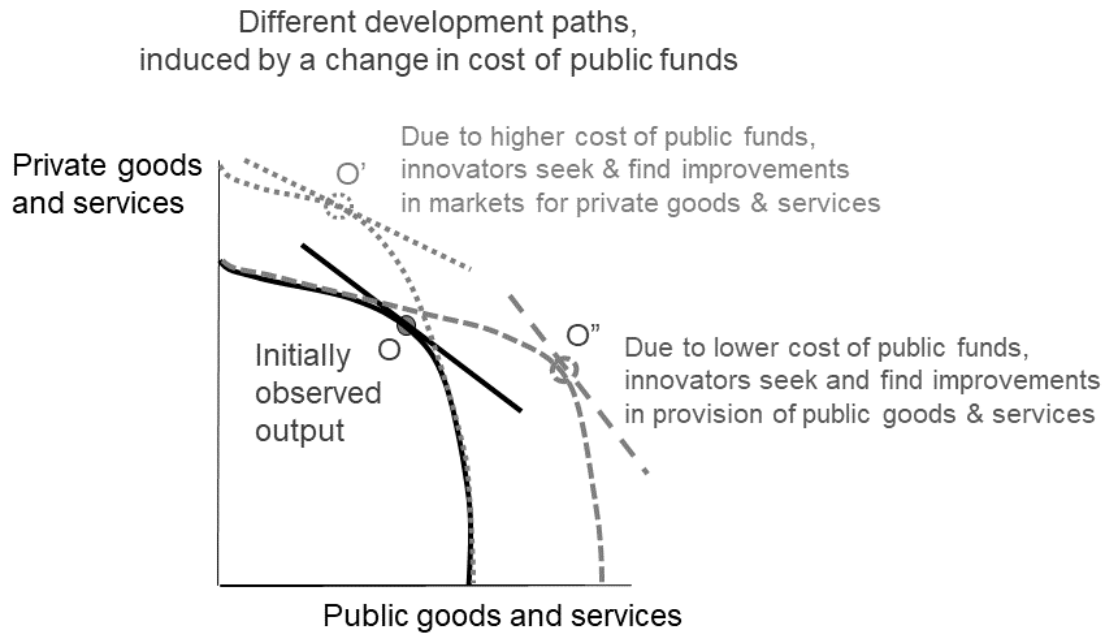 Different development paths,
induced by a change in cost of public funds
Private goods
and services
O’
Due to higher cost of public funds,
innovators seek & find improvements
in markets for private goods & services
Initially
observed
output
O
O”
Due to lower cost of public funds,
innovators seek and find improvements
in provision of public goods & services
Public goods and services